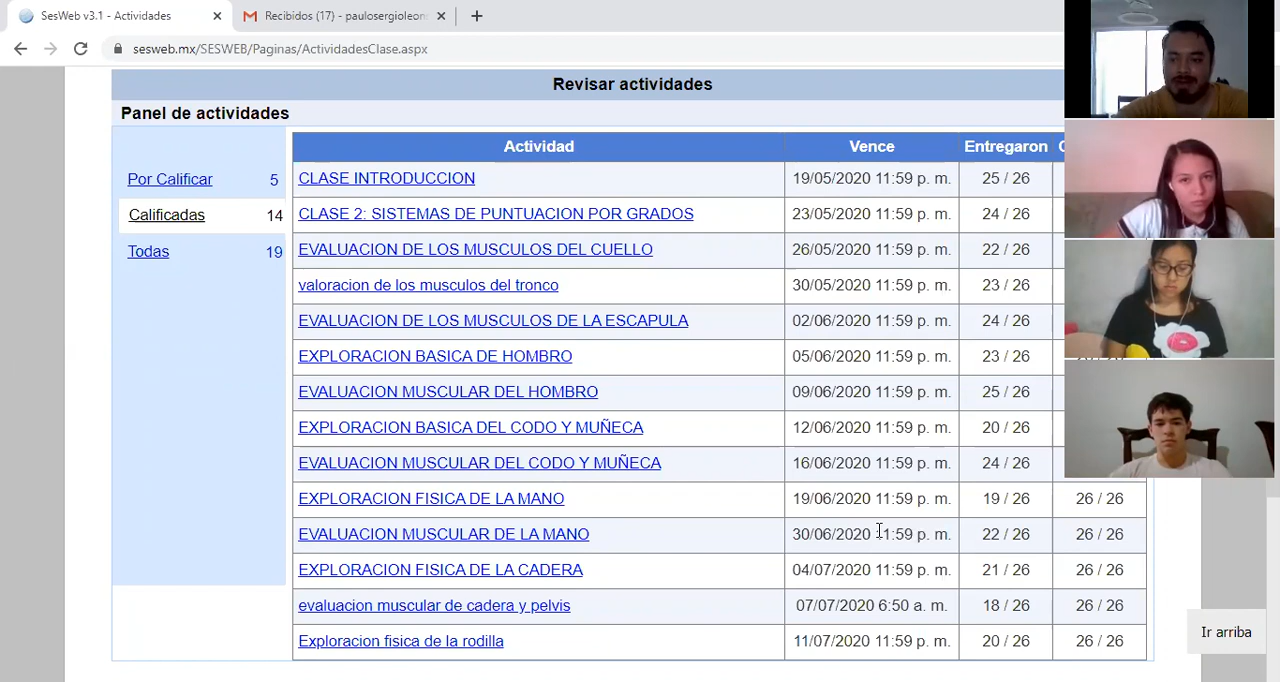 SesWeb v3.1 - Actividades
Recibidos (17) - paulosergioleon
sesweb.mx/SESWEB/Paginas/ActividadesClase.aspx
Revisar actividades
Panel de actividades
Actividad Vence Entregaron
Por Calificar 5
Calificadas 14
Todas 19
CLASE INTRODUCCION 19/05/2020 11:59 p. m. 25 / 26
CLASE 2: SISTEMAS DE PUNTUACION POR GRADOS 23/05/2020 11:59 p. m. 24 / 26
EVALUACION DE LOS MUSCULOS DEL CUELLO 26/05/2020 11:59 p. m. 22 / 26
valoracion de los musculos del tronco 30/05/2020 11:59 p. m. 23 / 26
EVALUACION DE LOS MUSCULOS DE LA ESCAPULA 02/06/2020 11:59 p. m. 24 / 26
EXPLORACION BASICA DE HOMBRO 05/06/2020 11:59 p. m. 23 / 26
EVALUACION MUSCULAR DEL HOMBRO 09/06/2020 11:59 p. m. 25 / 26
EXPLORACION BASICA DEL CODO Y MUÑECA 12/06/2020 11:59 p. m. 20 / 26
EVALUACION MUSCULAR DEL CODO Y MUÑECA 16/06/2020 11:59 p. m. 24 / 26
EXPLORACION FISICA DE LA MANO 19/06/2020 11:59 p. m. 19 / 26 26 / 26
EVALUACION MUSCULAR DE LA MANO 30/06/2020 11:59 p. m. 22 / 26 26 / 26
EXPLORACION FISICA DE LA CADERA 04/07/2020 11:59 p. m. 21 / 26 26 / 26
evaluacion muscular de cadera y pelvis 07/07/2020 6:50 a. m. 18 / 26 26 / 26
Exploracion fisica de la rodilla 11/07/2020 11:59 p. m. 20 / 26 26 / 26
Ir arriba